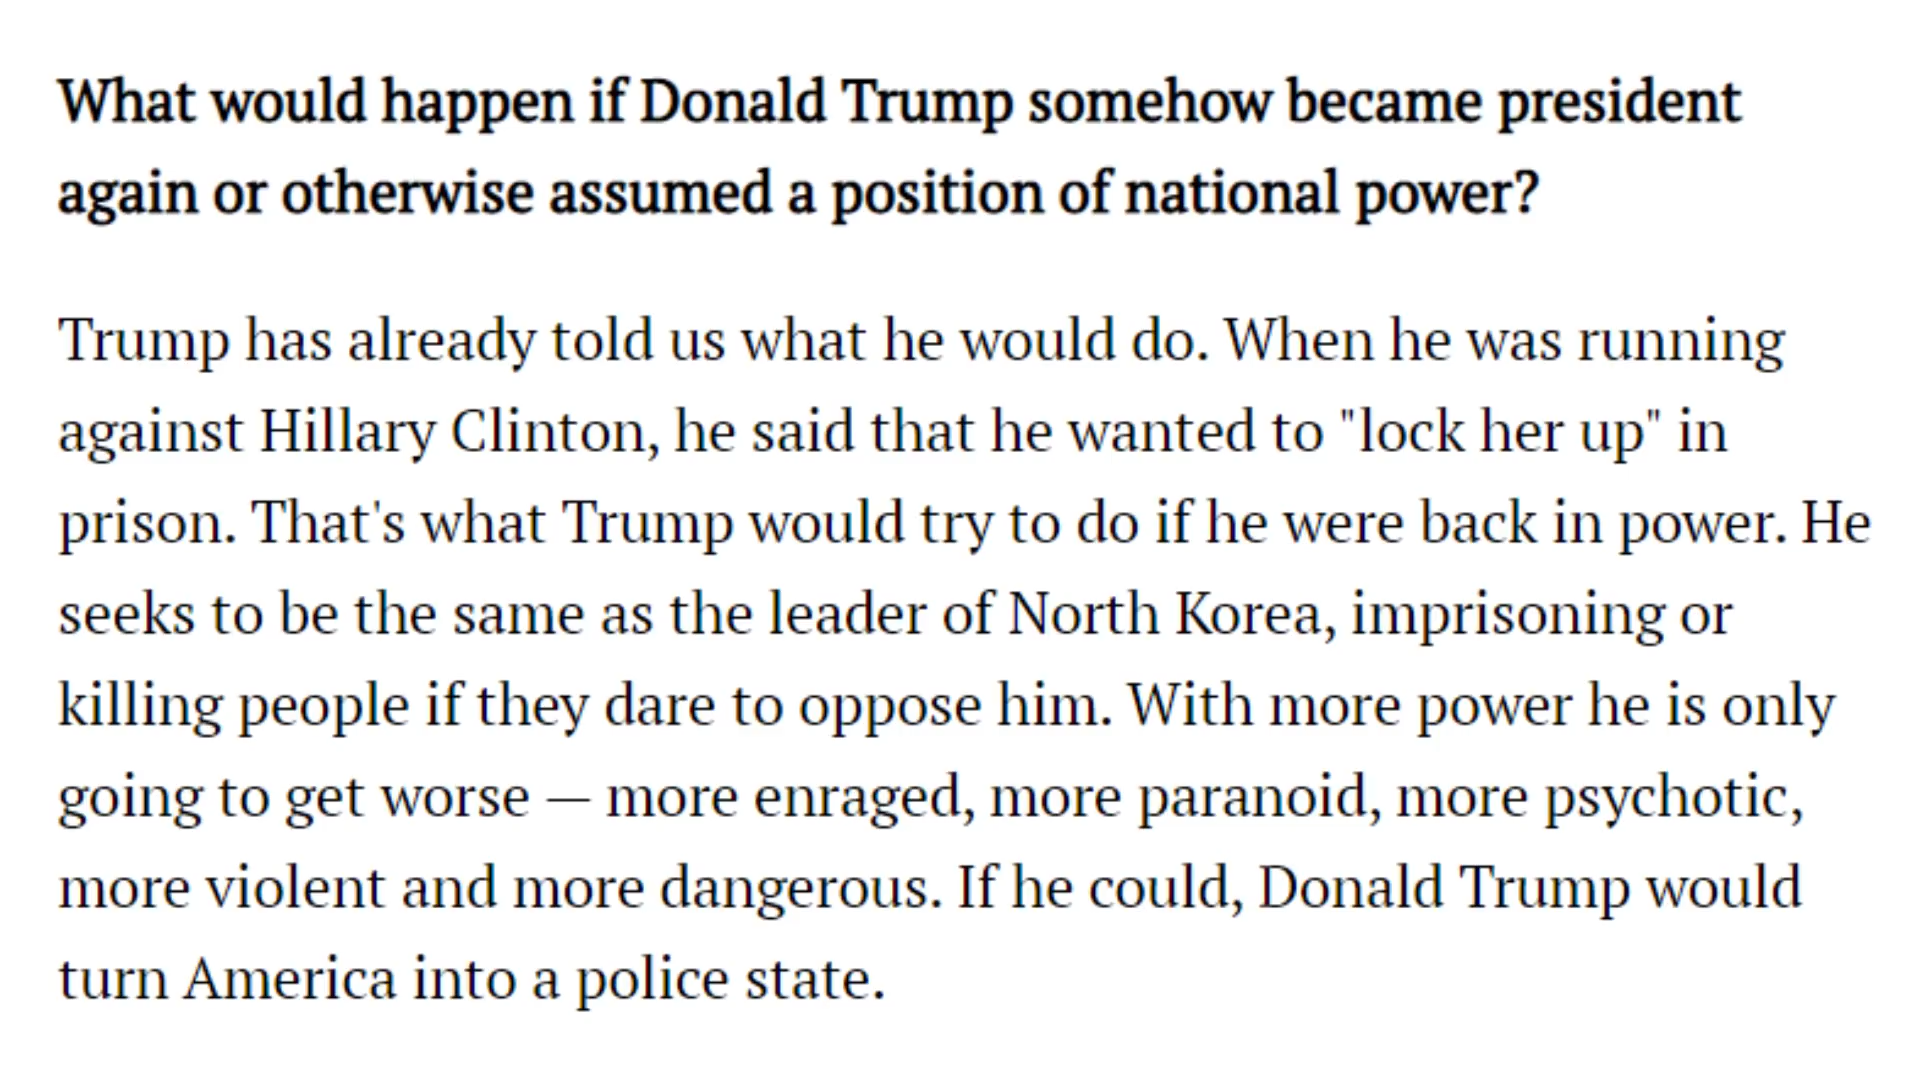 What would happen if Donald Trump somehow became president
again or otherwise assumed a position of national power?
Trump has already told us what he would do. When he was running
against Hillary Clinton, he said that he wanted to "lock her up" in
prison. That's what Trump would try to do if he were back in power. He
seeks to be the same as the leader of North Korea, imprisoning or
killing people if they dare to oppose him. With more power he is only
going to get worse — more enraged, more paranoid, more psychotic,
more violent and more dangerous. If he could, Donald Trump would
turn America into a police state.